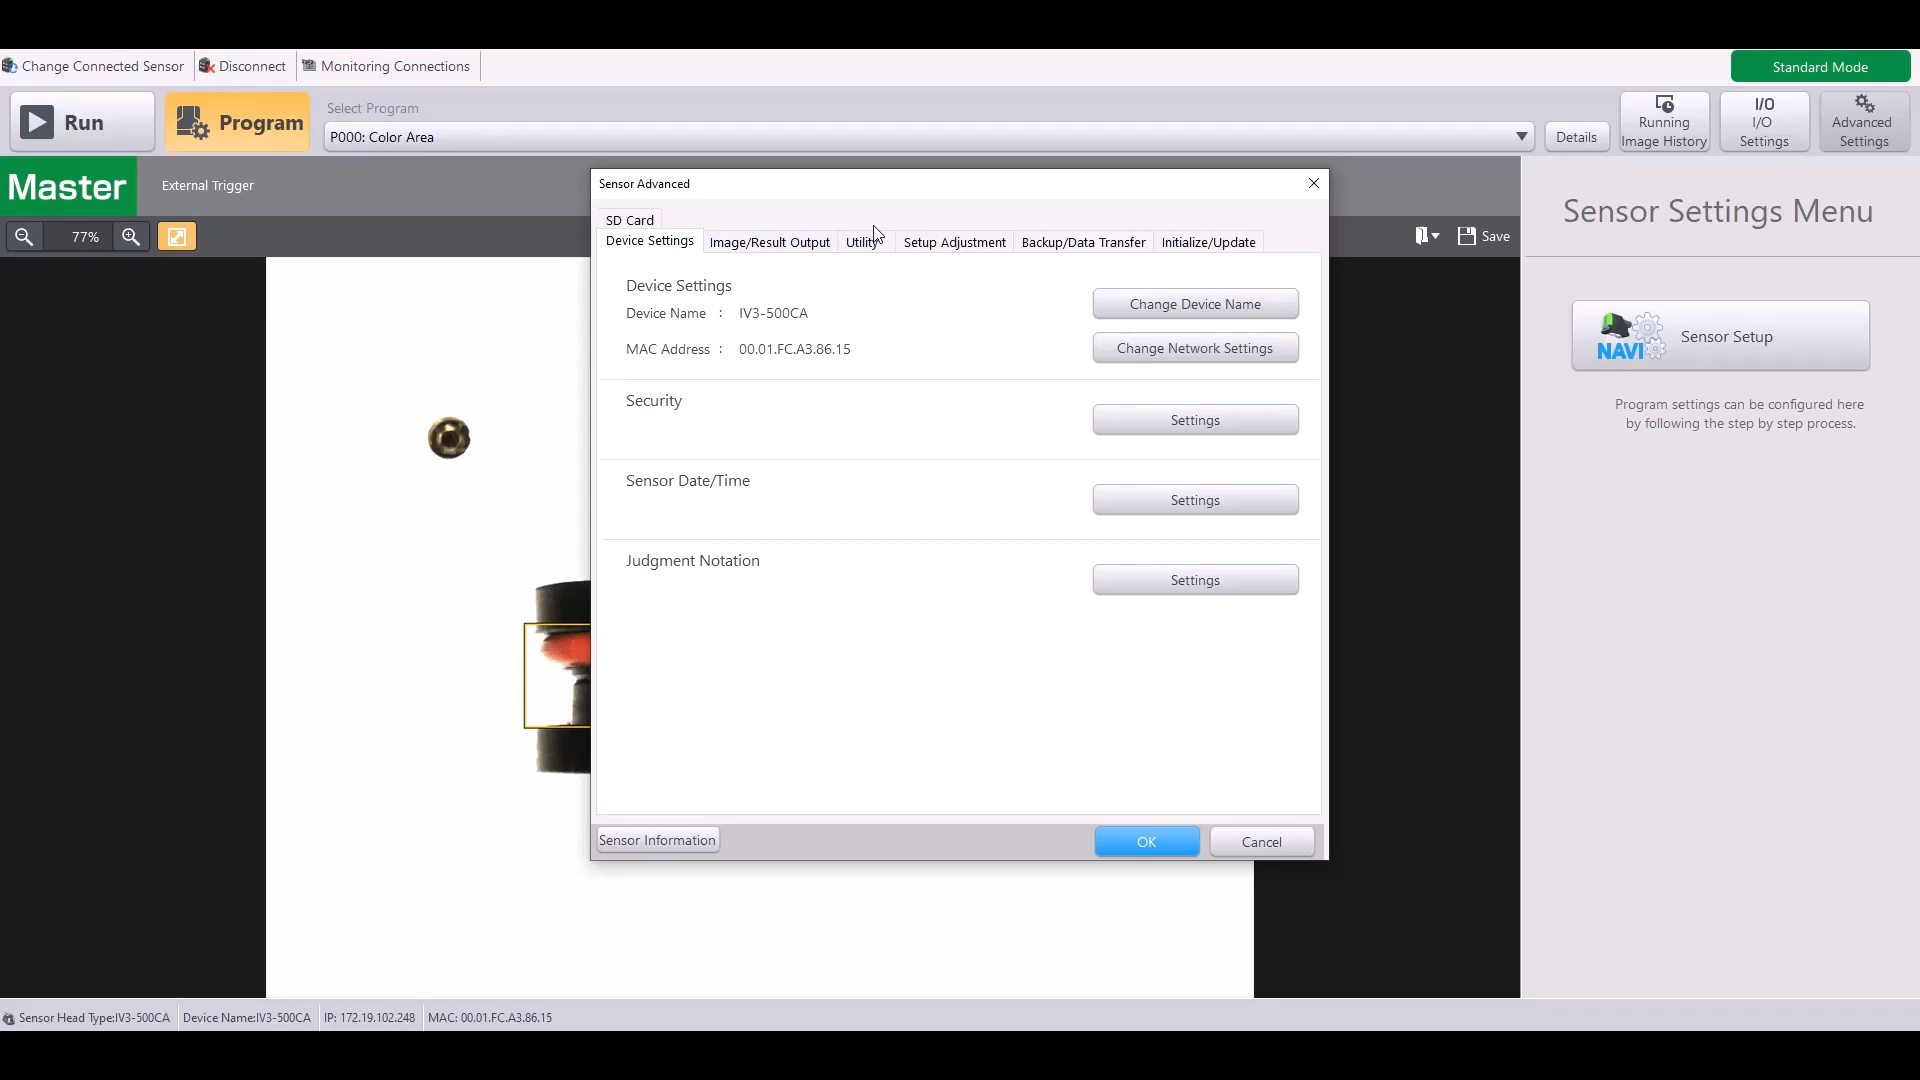 Change Connected Sensor
Disconnect
Monitoring Connections
Standard Mode
Run
Program
Select Program
P000: Color Area
Details
Running
Image History
I/O
I/O
Settings
Advanced
Settings
Master
External Trigger
77%
Save
Sensor Advanced
SD Card
Device Settings
Image/Result Output
Utility
Setup Adjustment
Backup/Data Transfer
Initialize/Update
Device Settings
Device Name : IV3-500CA
Change Device Name
MAC Address : 00.01.FC.A3.86.15
Change Network Settings
Security
Settings
Sensor Date/Time
Settings
Judgment Notation
Settings
Sensor Information
OK
Cancel
Sensor Settings Menu
NAVI
Sensor Setup
Program settings can be configured here
by following the step by step process.
Sensor Head Type:IV3-500CA
Device Name:IV3-500CA
IP: 172.19.102.248
MAC: 00.01.FC.A3.86.15